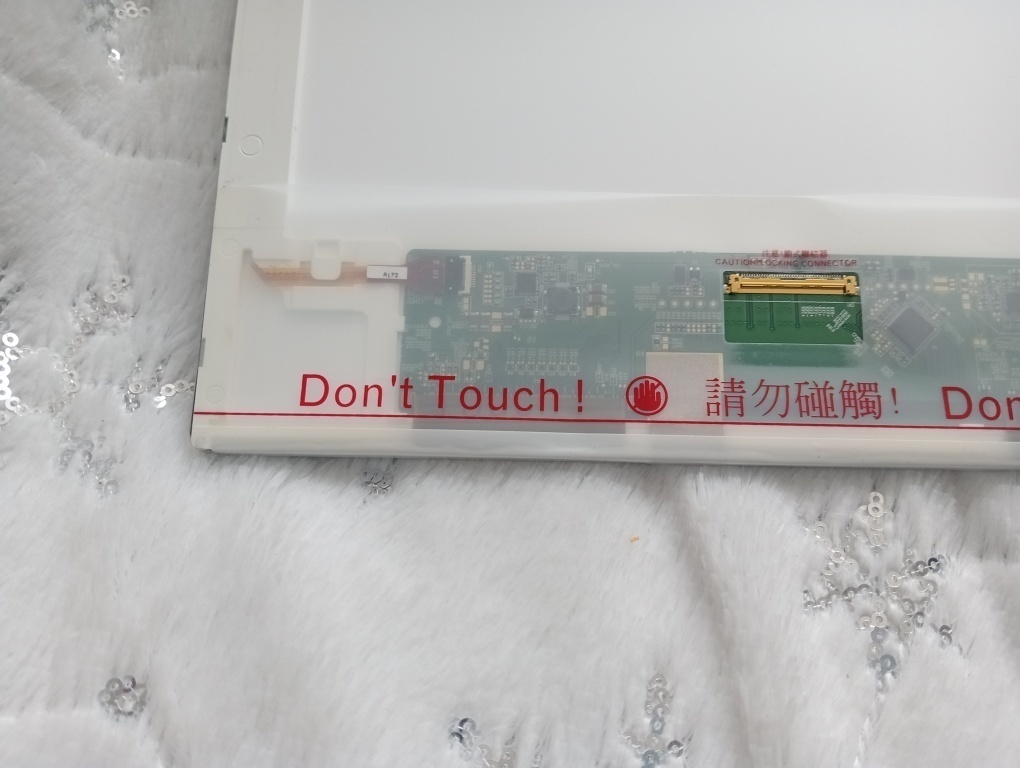 CAUTION!LOCKING CONNECTOR
Don't Touch! 請勿碰觸! Don